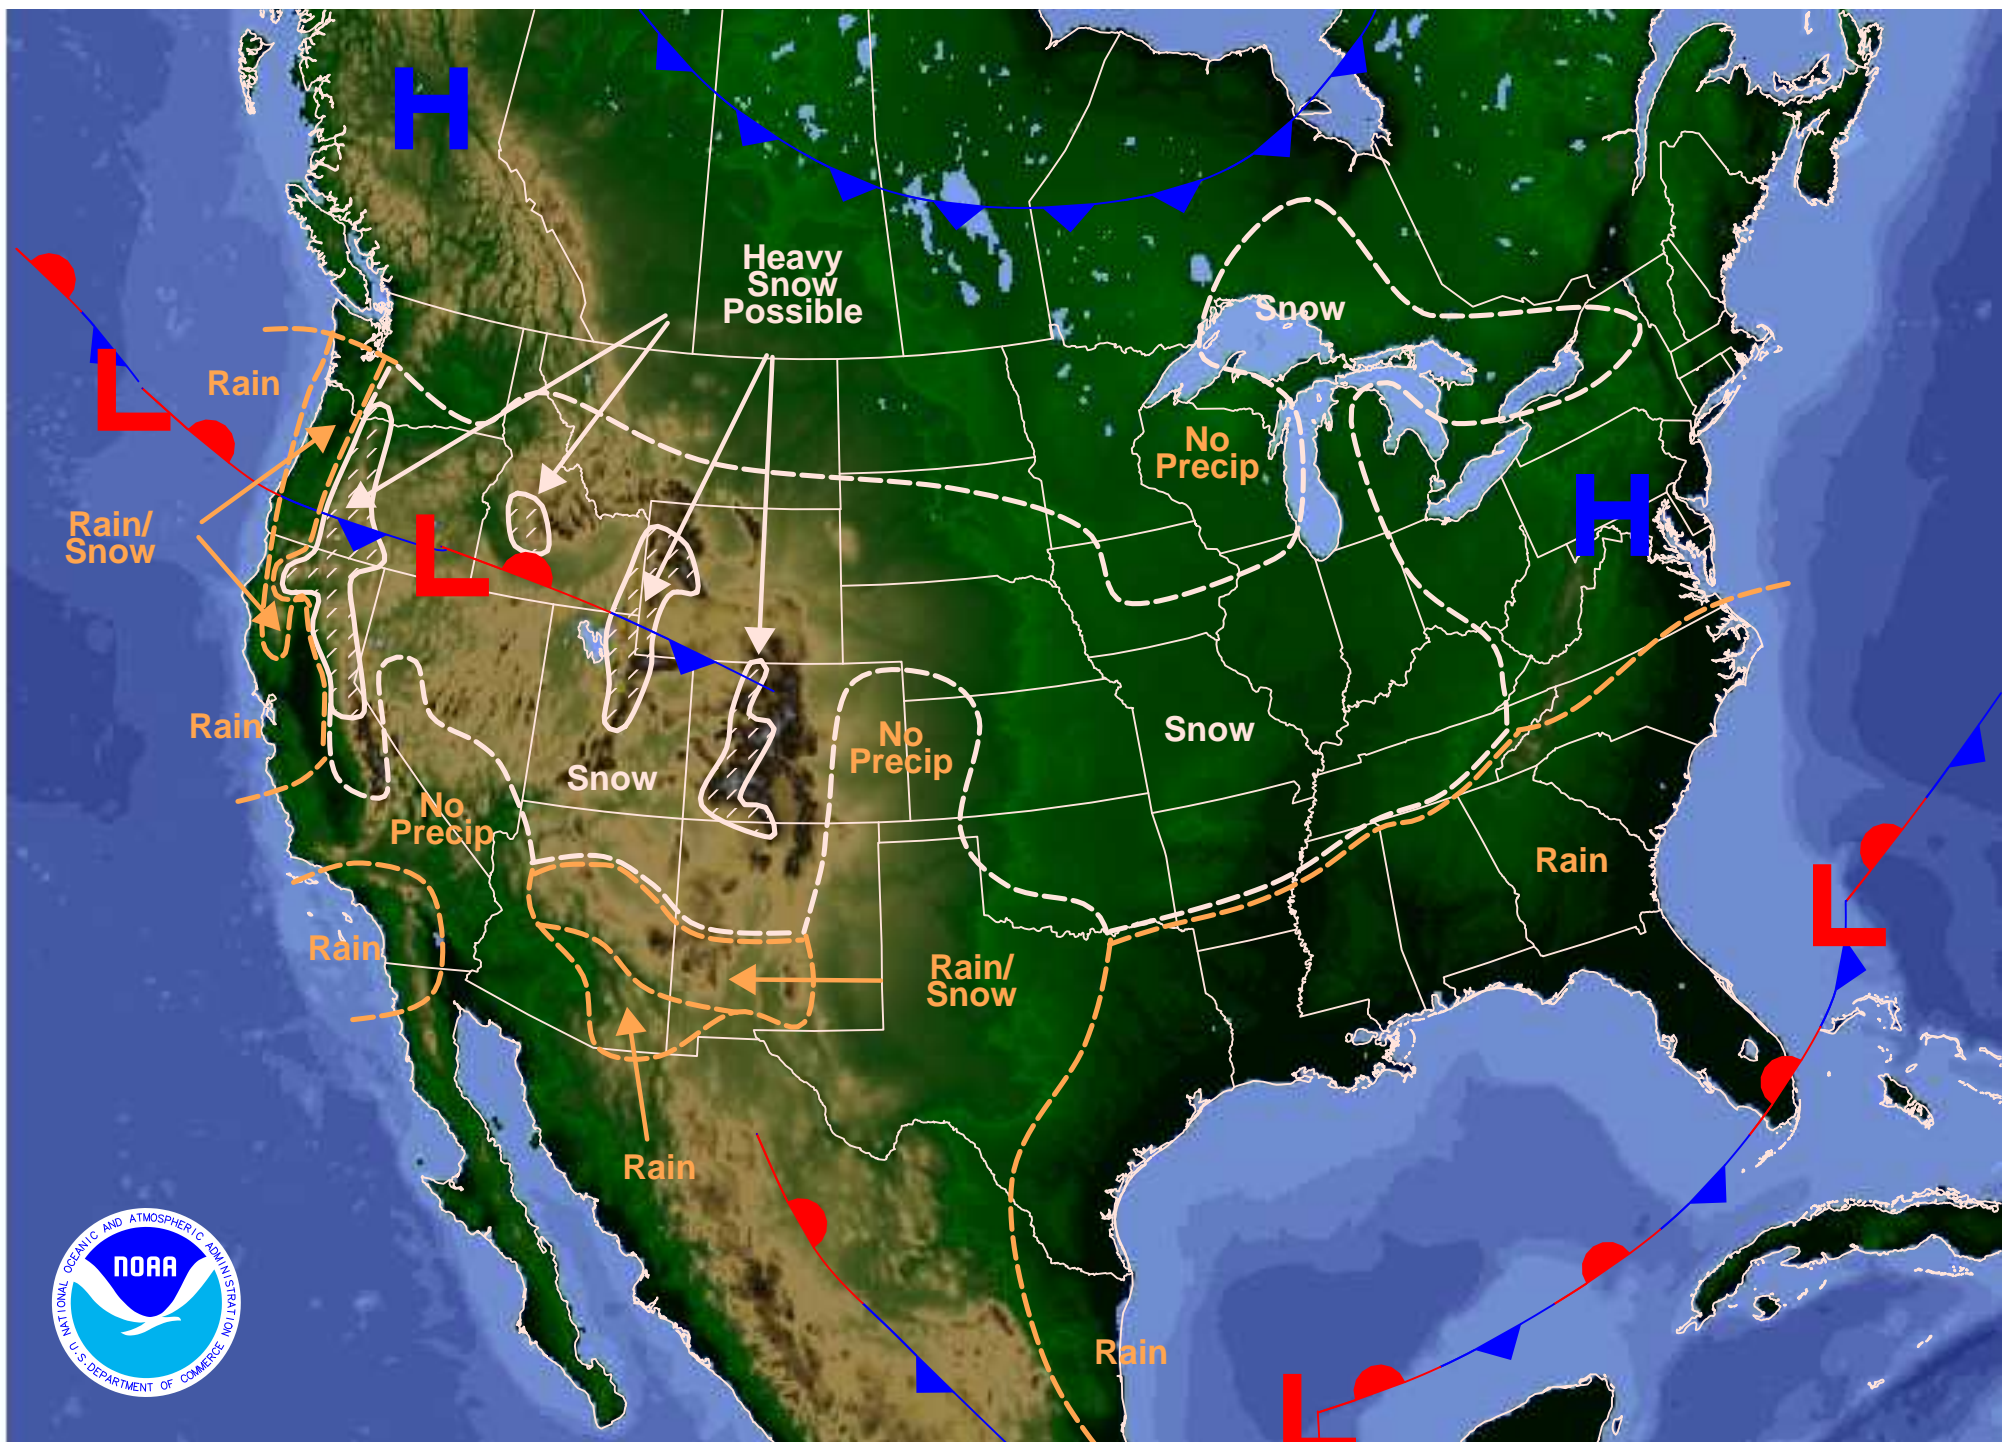 H
Heavy
Snow
Possible
Snow
L
Rain
No
Precip
Rain/
Snow
L
H
Rain
Snow
No
Precip
Snow
No
Precip
Rain
L
Rain
Rain/
Snow
Rain
Rain
L
NATIONAL OCEANIC AND ATMOSPHERIC ADMINISTRATION
NOAA
U.S. DEPARTMENT OF COMMERCE